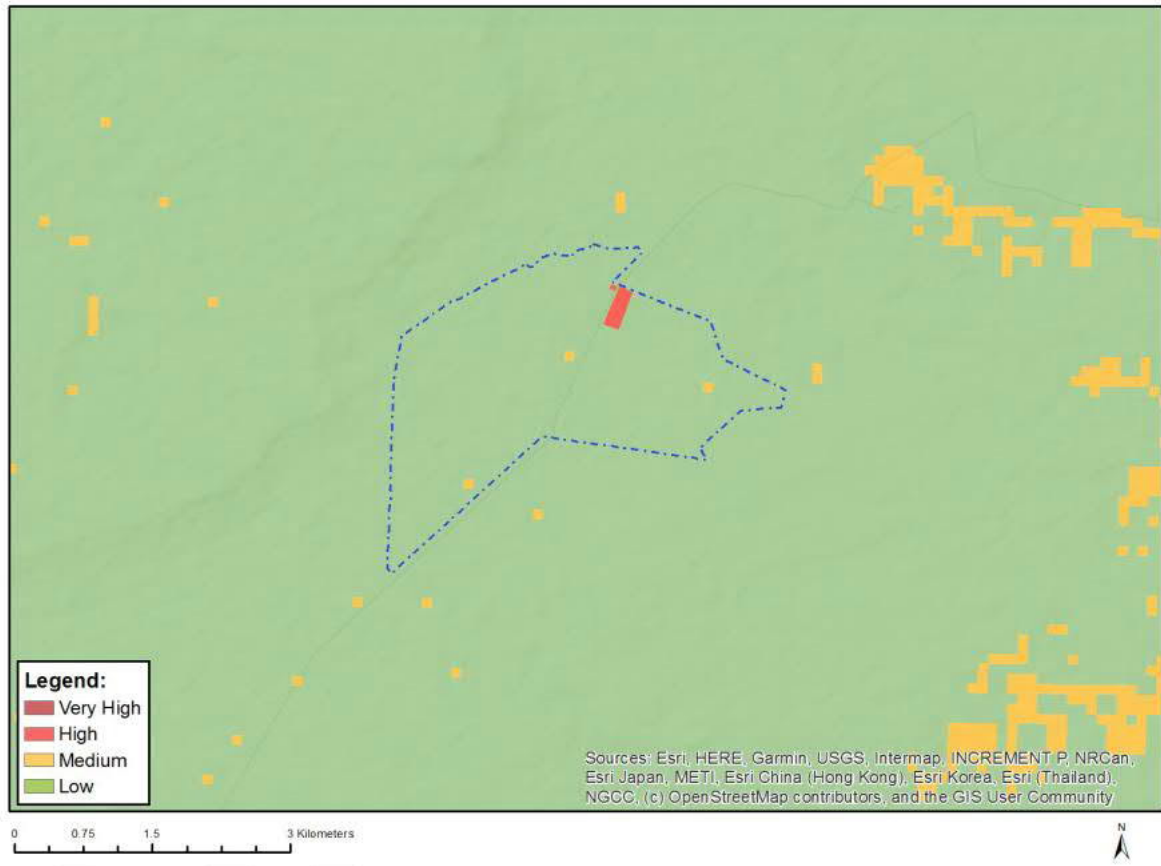 Legend:
Very High
High
Medium
Low
Sources: Esri, HERE, Garmin, USGS, Intermap, INCREMENT P, NRCan,
Esri Japan, METI, Esri China (Hong Kong), Esri Korea, Esri (Thailand),
NGCC, (c) OpenStreetMap contributors, and the GIS User Community
0 0.75 1.5 3 Kilometers
N